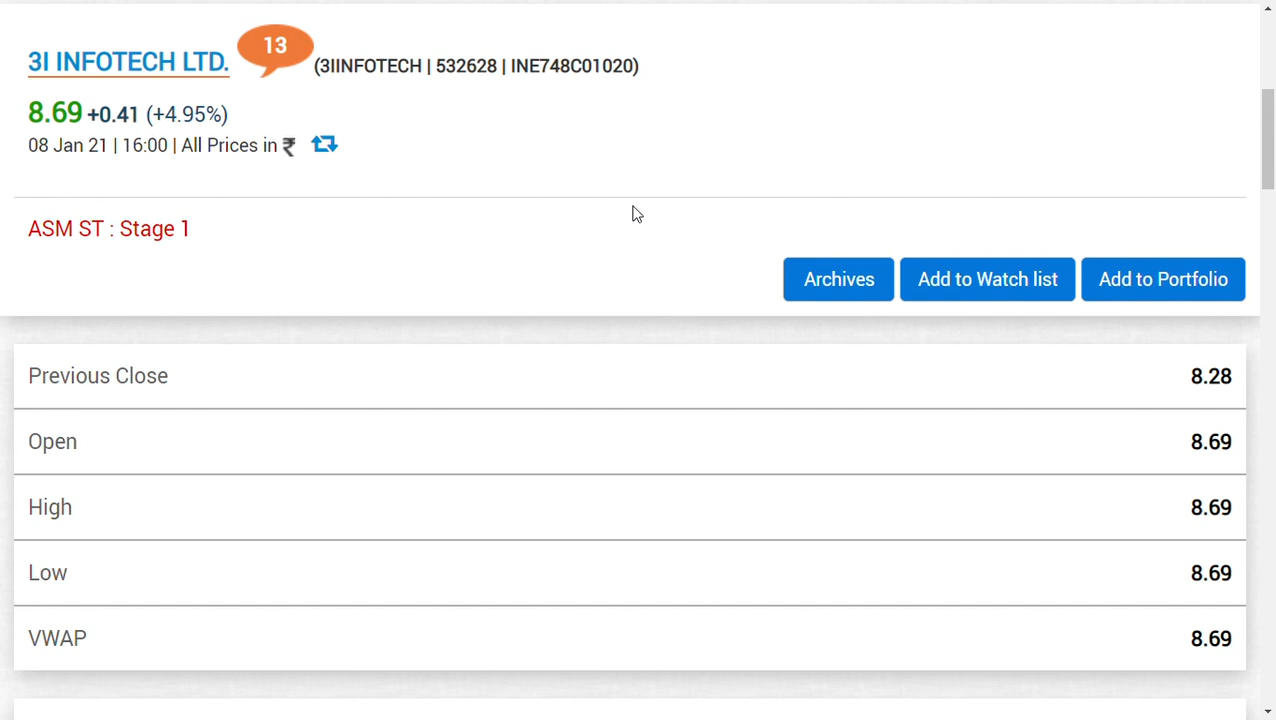 3I INFOTECH LTD. 13 (3IINFOTECH | 532628 | INE748C01020)
8.69 +0.41 (+4.95%)
08 Jan 21 | 16:00 | All Prices in ₹
ASM ST : Stage 1
Archives Add to Watch list Add to Portfolio
Previous Close 8.28
Open 8.69
High 8.69
Low 8.69
VWAP 8.69